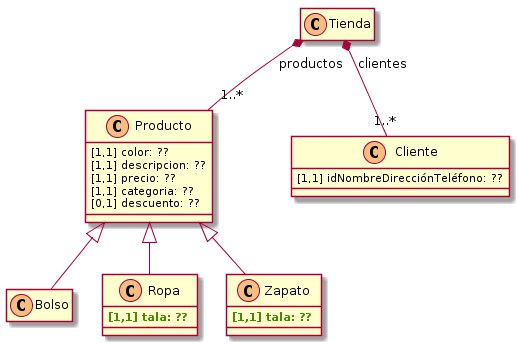 C Tienda
productos
clientes
1..*
1..*
C Producto
[1,1] color: ??
[1,1] descripcion: ??
[1,1] precio: ??
[1,1] categoria: ??
[0,1] descuento: ??
C Cliente
[1,1] idNombreDirecciónTeléfono: ??
C Bolso
C Ropa
[1,1] tala: ??
C Zapato
[1,1] tala: ??